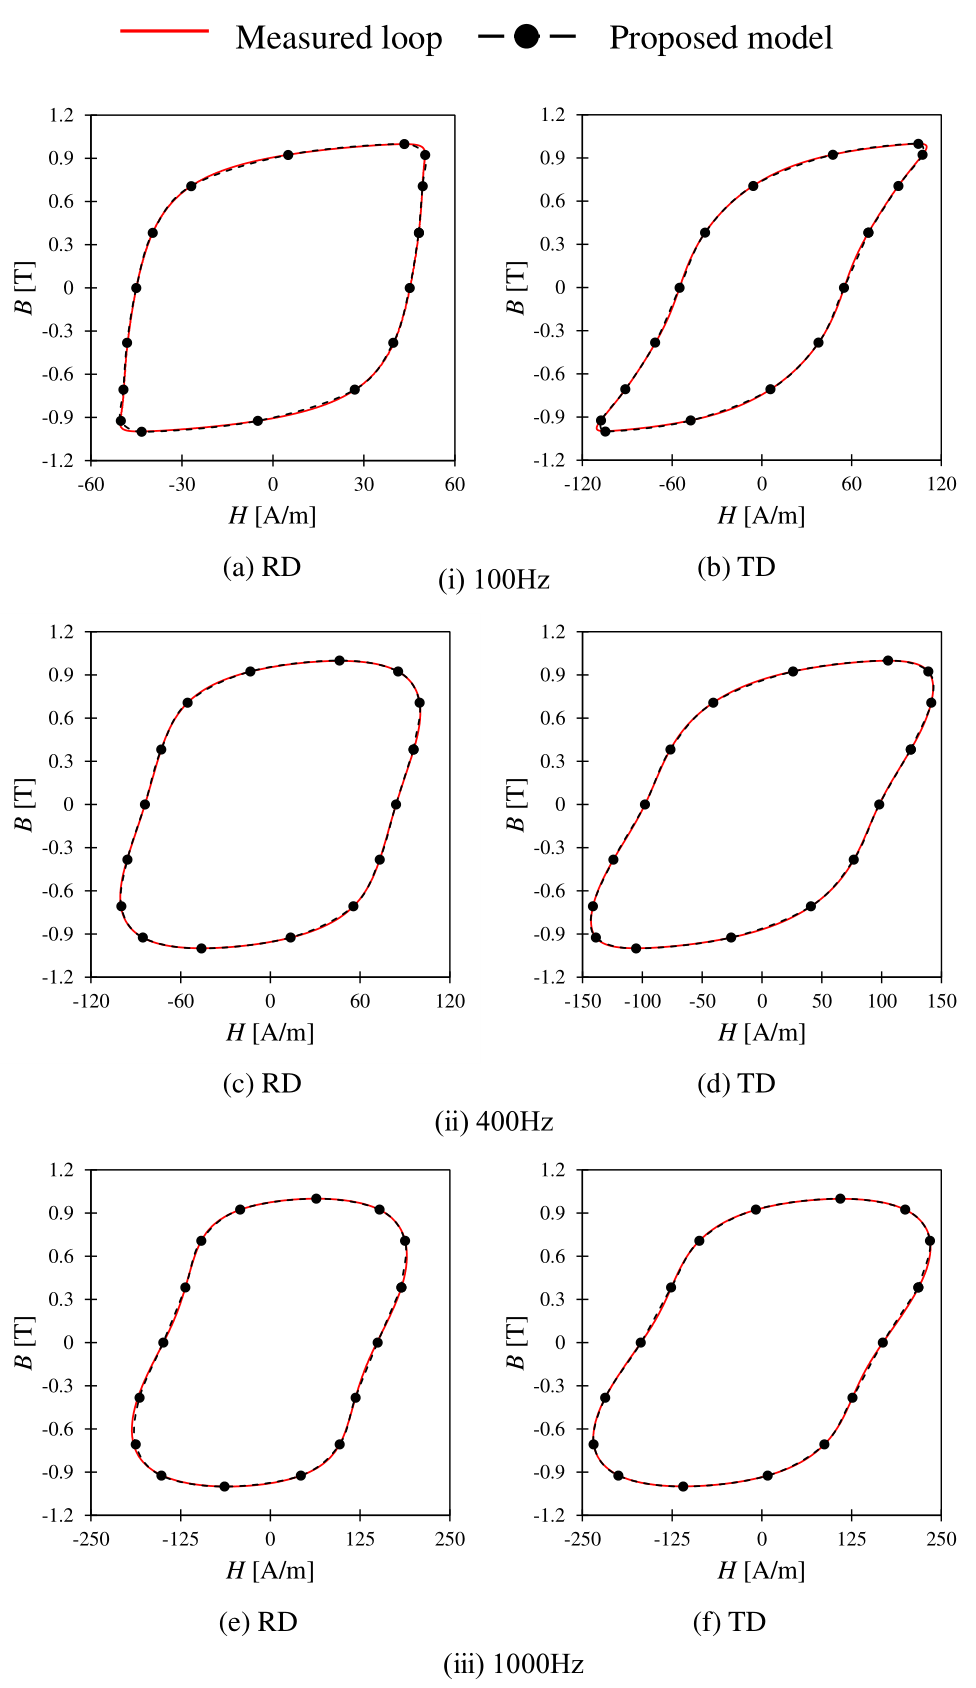 Measured loop Proposed model
1.2 1.2
0.9 0.9
0.6 0.6
0.3 0.3
0 0
-0.3 -0.3
-0.6 -0.6
-0.9 -0.9
-1.2 -1.2
B [T] B [T]
-60 -30 0 30 60 -120 -60 0 60 120
H [A/m] H [A/m]
(a) RD (b) TD
(i) 100Hz
1.2 1.2
0.9 0.9
0.6 0.6
0.3 0.3
0 0
-0.3 -0.3
-0.6 -0.6
-0.9 -0.9
-1.2 -1.2
B [T] B [T]
-120 -60 0 60 120 -150 -100 -50 0 50 100 150
H [A/m] H [A/m]
(c) RD (d) TD
(ii) 400Hz
1.2 1.2
0.9 0.9
0.6 0.6
0.3 0.3
0 0
-0.3 -0.3
-0.6 -0.6
-0.9 -0.9
-1.2 -1.2
B [T] B [T]
-250 -125 0 125 250 -250 -125 0 125 250
H [A/m] H [A/m]
(e) RD (f) TD
(iii) 1000Hz